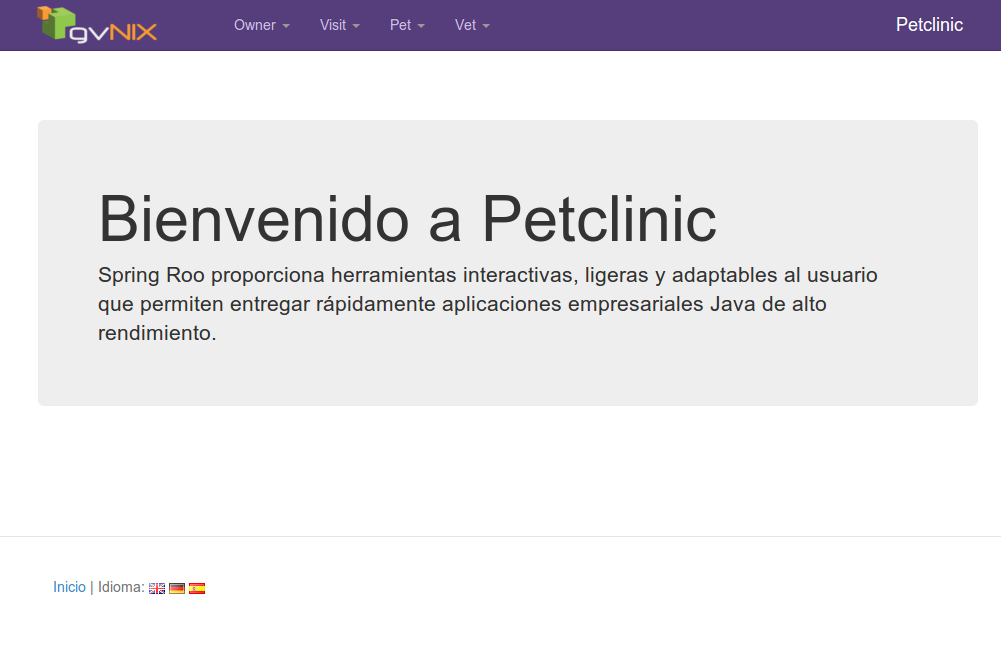 gvNIX Owner Visit Pet Vet Petclinic
Bienvenido a Petclinic
Spring Roo proporciona herramientas interactivas, ligeras y adaptables al usuario
que permiten entregar rápidamente aplicaciones empresariales Java de alto
rendimiento.
Inicio | Idioma: